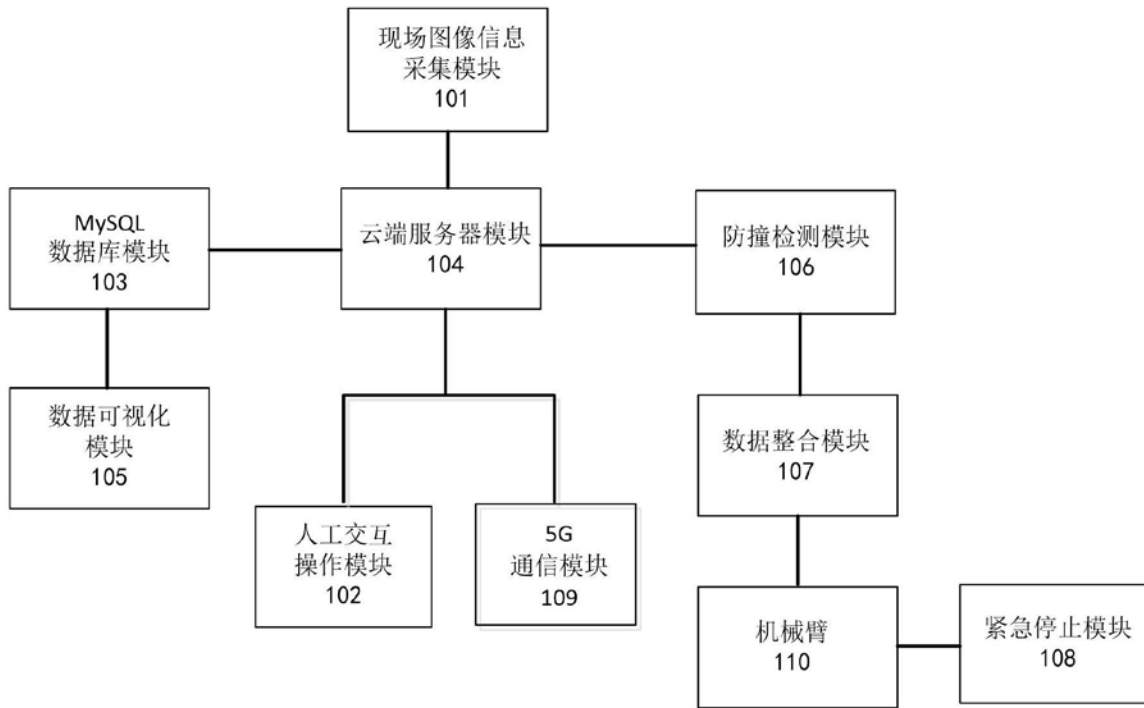 现场图像信息
采集模块
101
MySQL
数据库模块
103
云端服务器模块
104
防撞检测模块
106
数据可视化
模块
105
数据整合模块
107
人工交互
操作模块
102
5G
通信模块
109
机械臂
110
紧急停止模块
108